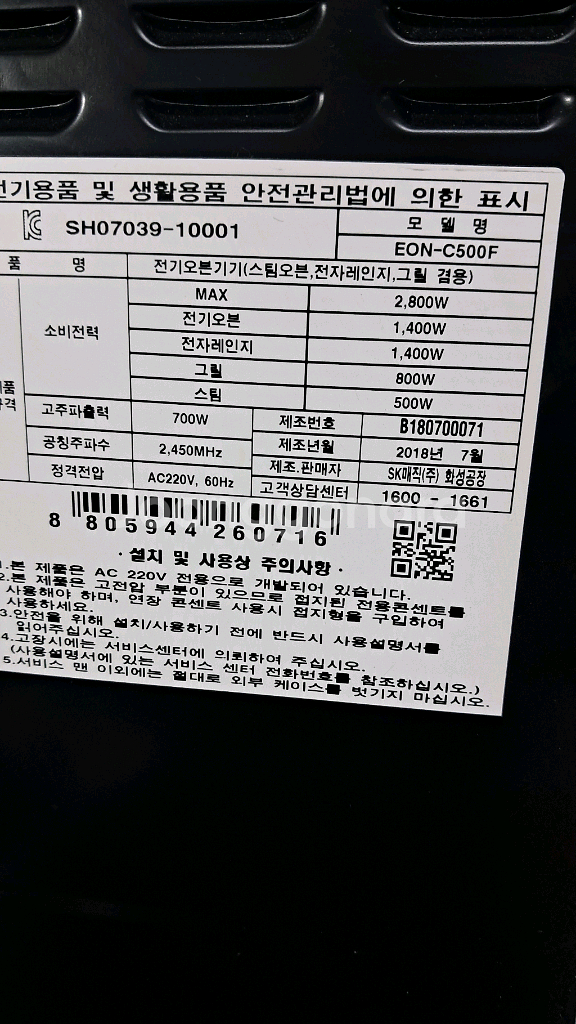 전기용품 및 생활용품 안전관리법에 의한 표시
SH07039-10001
모 델 명
EON-C500F
품 명
전기오븐기기(스팀오븐,전자레인지,그릴 겸용)
소비전력
MAX 2,800W
전기오븐 1,400W
전자레인지 1,400W
그릴 800W
스팀 500W
고주파출력 700W 제조번호 B180700071
공칭주파수 2,450MHz 제조년월 2018년 7월
정격전압 AC220V, 60Hz 제조.판매자 SK매직(주) 화성공장
고객상담센터 1600 - 1661
8 805944 260716
· 설치 및 사용상 주의사항 ·
1.본 제품은 AC 220V 전용으로 개발되어 있습니다.
2.본 제품은 고전압 부분이 있으므로 접지된 전용콘센트를
사용해야 하며, 연장 콘센트 사용시 접지형을 구입하여
사용하세요.
3.안전을 위해 설치/사용하기 전에 반드시 사용설명서를
읽어주십시오.
4.고장시에는 서비스센터에 의뢰하여 주십시오.
(사용설명서에 있는 서비스 센터 전화번호를 참조하십시오.)
5.서비스 맨 이외에는 절대로 외부 케이스를 벗기지 마십시오.